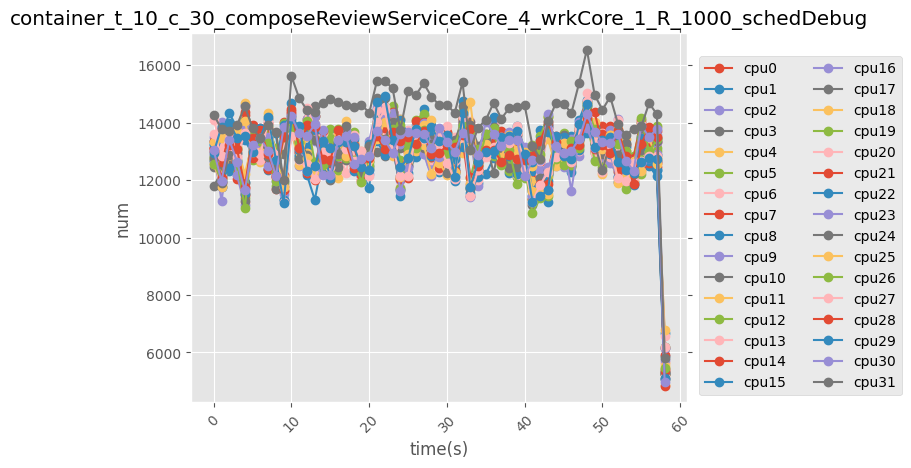 container_t_10_c_30_composeReviewServiceCore_4_wrkCore_1_R_1000_schedDebug
16000
14000
12000
10000
8000
6000
num
0
10
20
30
40
50
60
time(s)
cpu0
cpu1
cpu2
cpu3
cpu4
cpu5
cpu6
cpu7
cpu8
cpu9
cpu10
cpu11
cpu12
cpu13
cpu14
cpu15
cpu16
cpu17
cpu18
cpu19
cpu20
cpu21
cpu22
cpu23
cpu24
cpu25
cpu26
cpu27
cpu28
cpu29
cpu30
cpu31